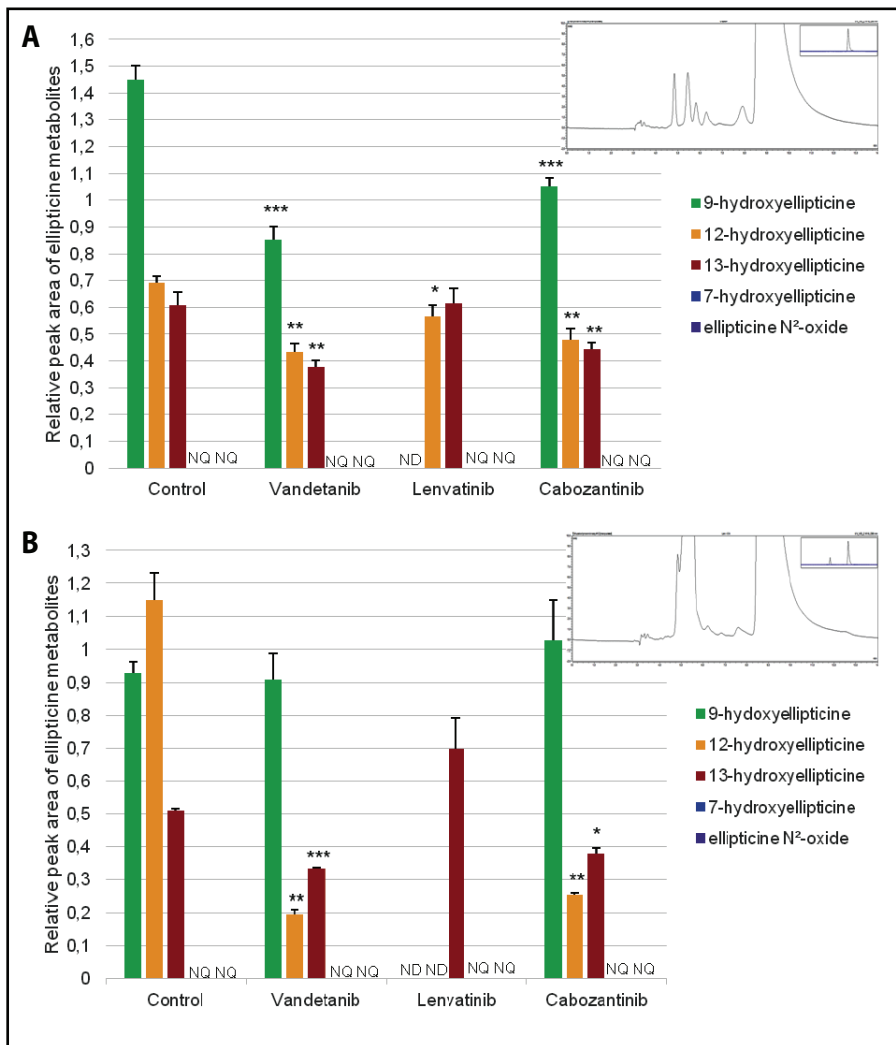 A
Relative peak area of ellipticine metabolites
1,6
1,5
1,4
1,3
1,2
1,1
1
0,9
0,8
0,7
0,6
0,5
0,4
0,3
0,2
0,1
0
***
**
**
*
***
**
**
NQ NQ
NQ NQ
ND
NQ NQ
NQ NQ
Control
Vandetanib
Lenvatinib
Cabozantinib
9-hydroxyellipticine
12-hydroxyellipticine
13-hydroxyellipticine
7-hydroxyellipticine
ellipticine N²-oxide
B
Relative peak area of ellipticine metabolites
1,3
1,2
1,1
1
0,9
0,8
0,7
0,6
0,5
0,4
0,3
0,2
0,1
0
**
***
**
*
NQ NQ
NQ NQ
ND ND
NQ NQ
NQ NQ
Control
Vandetanib
Lenvatinib
Cabozantinib
9-hydoxyellipticine
12-hydroxyellipticine
13-hydroxyellipticine
7-hydroxyellipticine
ellipticine N²-oxide